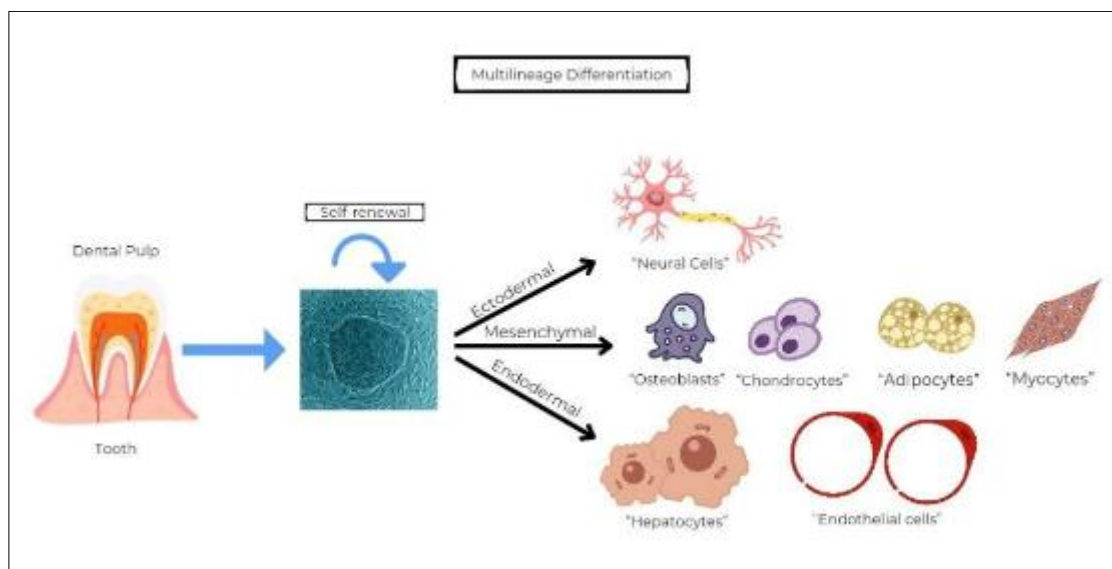 Multilineage Differentiation
Self renewal
Dental Pulp
Tooth
Ectodermal
Mesenchymal
Endodermal
"Neural Cells"
"Osteoblasts" "Chondrocytes" "Adipocytes" "Myocytes"
"Hepatocytes" "Endothelial cells"